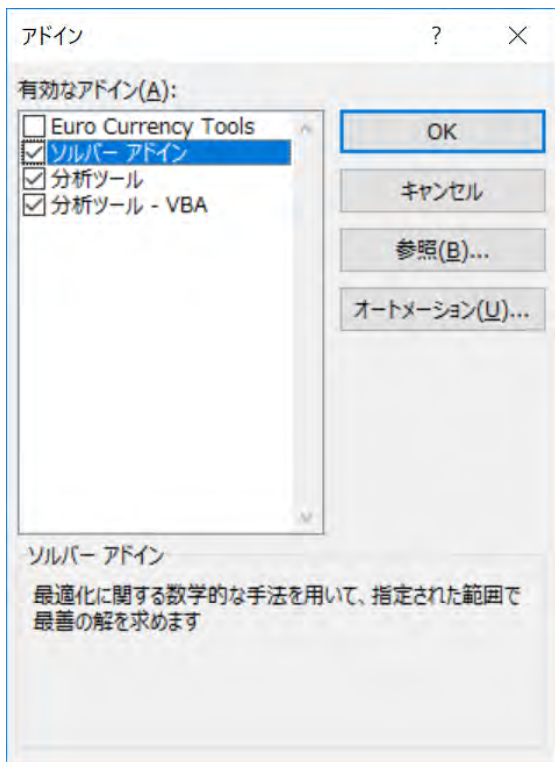 アドイン
?
有効なアドイン(A):
Euro Currency Tools
ソルバー アドイン
分析ツール
分析ツール - VBA
OK
キャンセル
参照(B)...
オートメーション(U)...
ソルバー アドイン
最適化に関する数学的な手法を用いて、指定された範囲で
最善の解を求めます